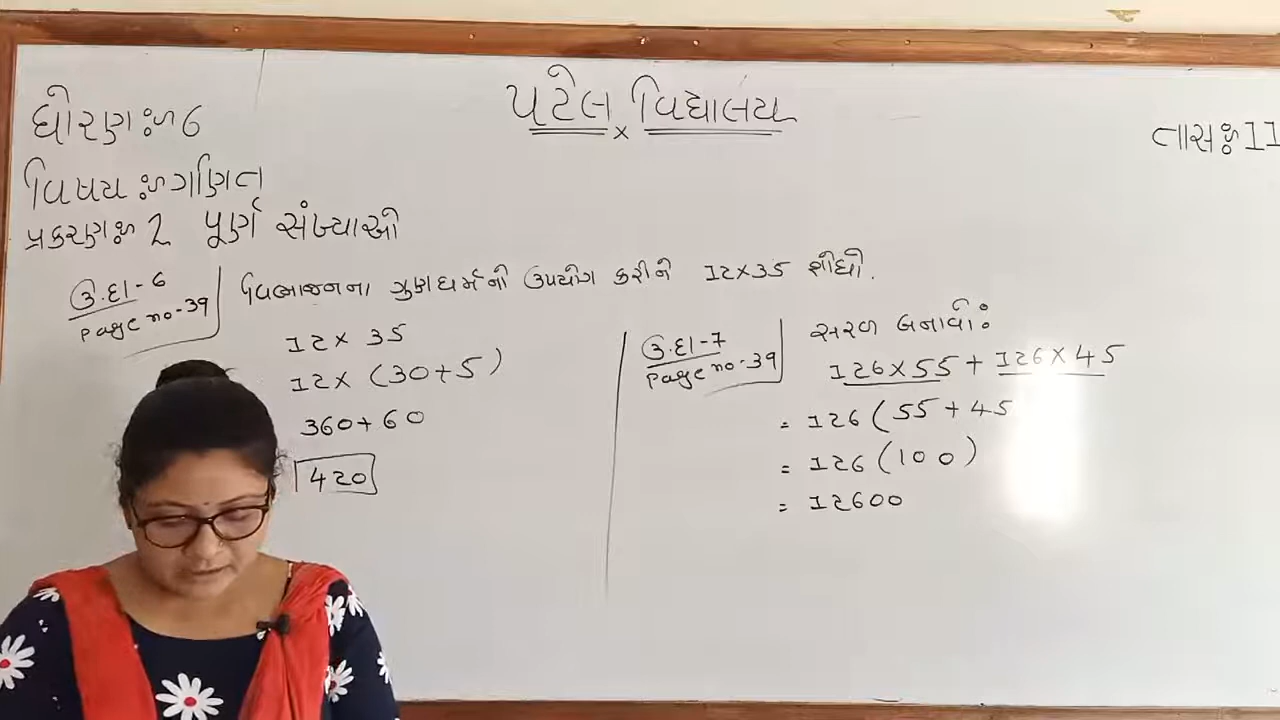 પટેલ વિદ્યાલય
ધોરણ ઃ 6
તાસ ઃ 11
વિષય ઃ ગણિત
પ્રકરણ ઃ 2 પૂર્ણ સંખ્યાઓ
ઉ.દા-6
Page no-39
વિભાજનના ગુણધર્મનો ઉપયોગ કરીને 12×35 શોધો.
12× 35
12× (30+5)
360+60
420
ઉ.દા-7
Page no-39
સરળ બનાવો:
126×55 + 126×45
= 126(55+45
= 126(100)
= 12600